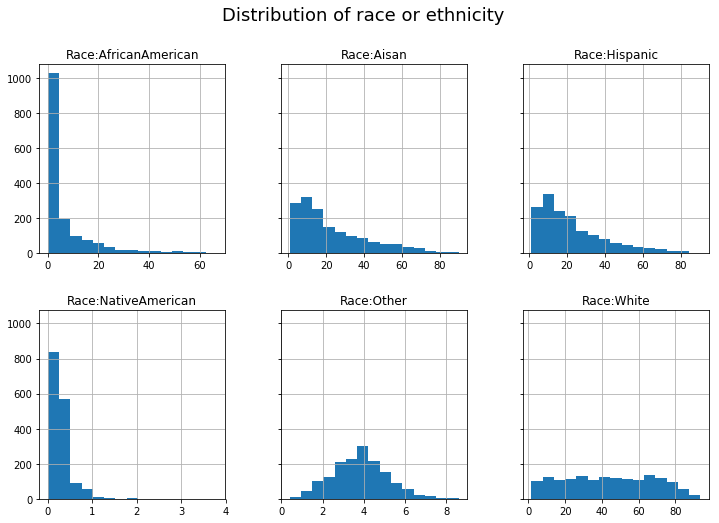 Distribution of race or ethnicity
Race:AfricanAmerican
Race:Aisan
Race:Hispanic
1000
800
600
400
200
0
0 20 40 60
0 20 40 60 80
0 20 40 60 80
Race:NativeAmerican
Race:Other
Race:White
1000
800
600
400
200
0
0 1 2 3 4
0 2 4 6 8
0 20 40 60 80